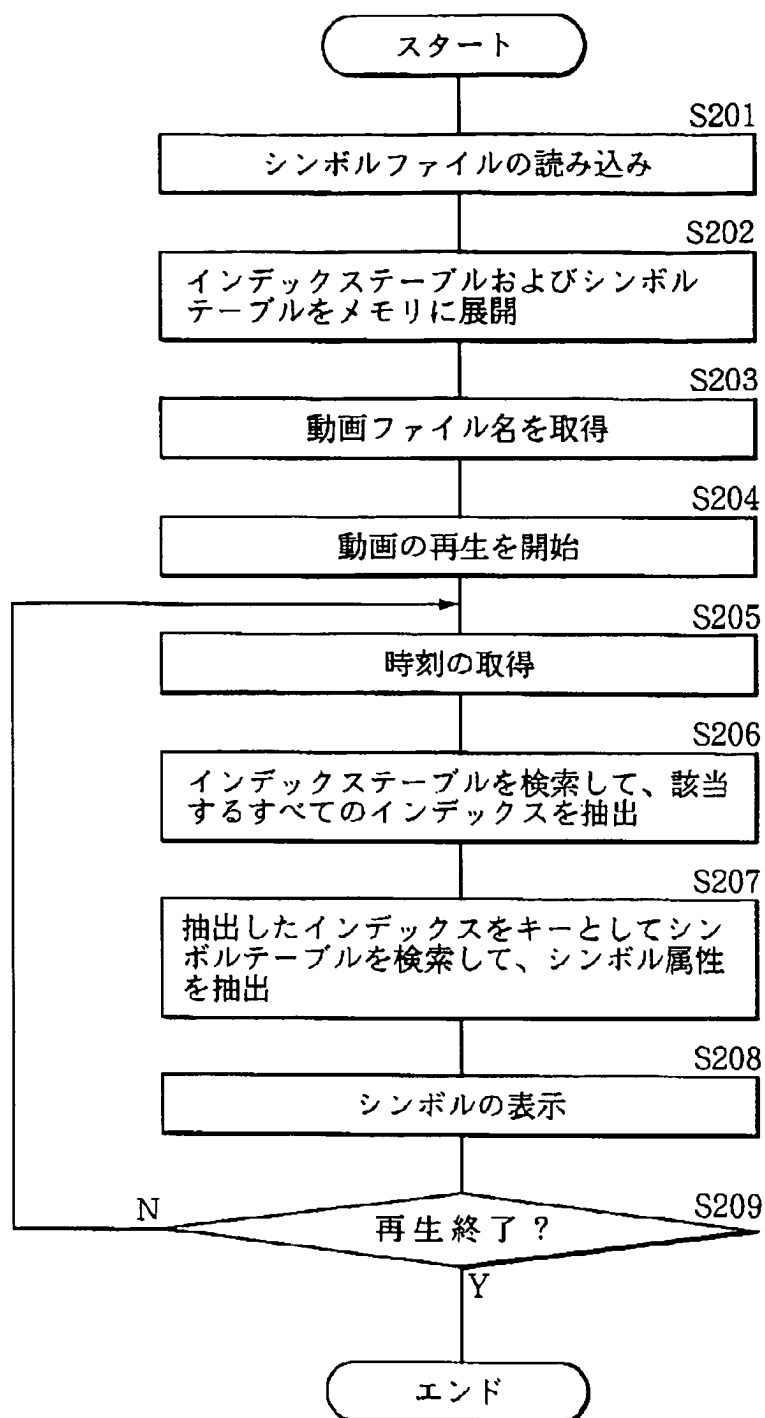 スタート
S201
シンボルファイルの読み込み
S202
インデックステーブルおよびシンボル
テーブルをメモリに展開
S203
動画ファイル名を取得
S204
動画の再生を開始
S205
時刻の取得
S206
インデックステーブルを検索して、該当
するすべてのインデックスを抽出
S207
抽出したインデックスをキーとしてシン
ボルテーブルを検索して、シンボル属性
を抽出
S208
シンボルの表示
N
S209
再生終了?
Y
エンド